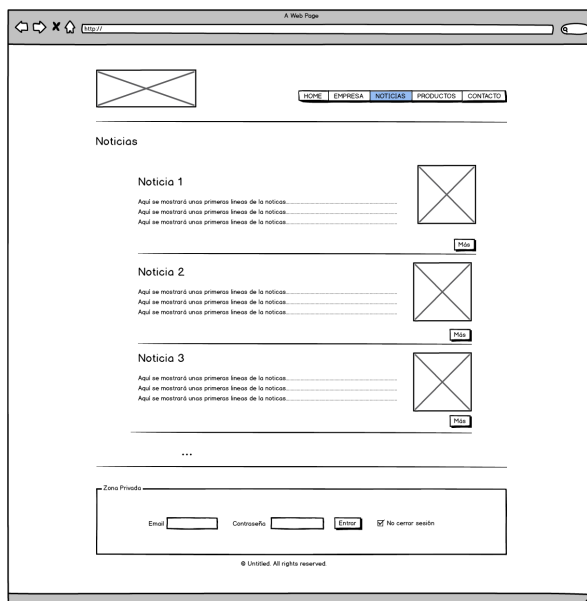 A Web Page
http://
HOME EMPRESA NOTICIAS PRODUCTOS CONTACTO
Noticias
Noticia 1
Aquí se mostrará unas primeras lineas de la noticas...
Aquí se mostrará unas primeras lineas de la noticas...
Aquí se mostrará unas primeras lineas de la noticas...
Más
Noticia 2
Aquí se mostrará unas primeras lineas de la noticas...
Aquí se mostrará unas primeras lineas de la noticas...
Aquí se mostrará unas primeras lineas de la noticas...
Más
Noticia 3
Aquí se mostrará unas primeras lineas de la noticas...
Aquí se mostrará unas primeras lineas de la noticas...
Aquí se mostrará unas primeras lineas de la noticas...
Más
...
Zona Privada
Email Contraseña Entrar No cerrar sesión
© Untitled. All rights reserved.